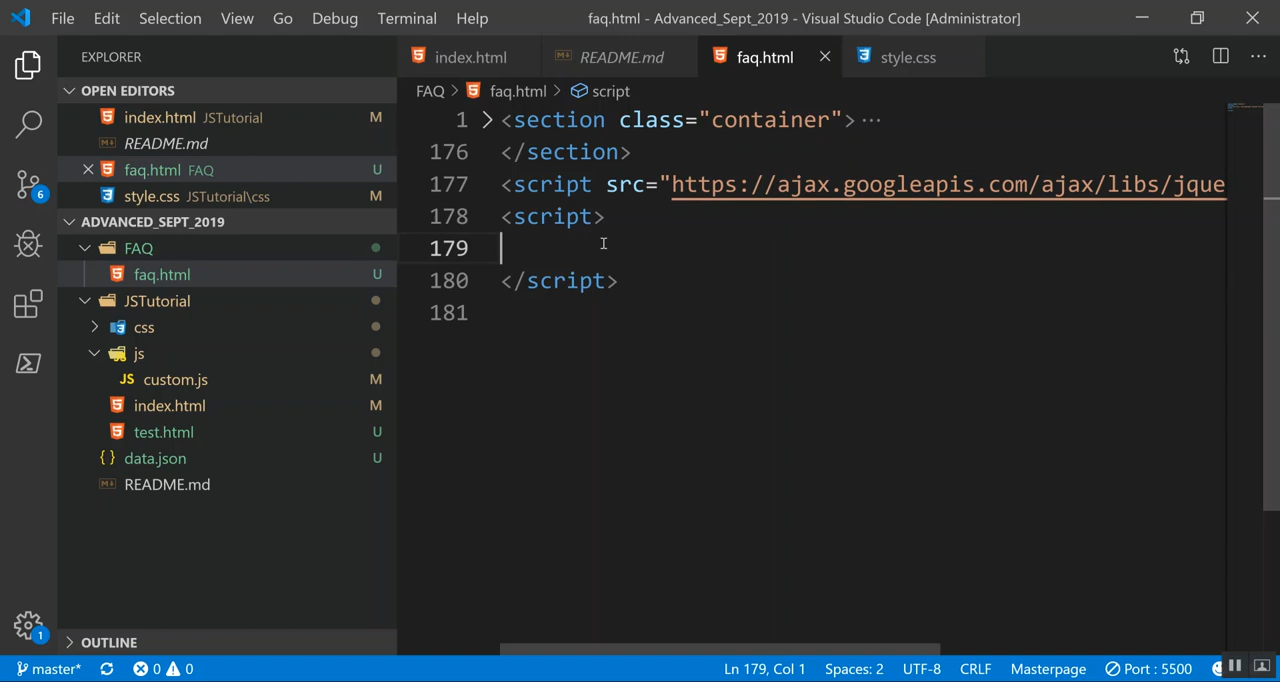 File Edit Selection View Go Debug Terminal Help faq.html - Advanced_Sept_2019 - Visual Studio Code [Administrator]
EXPLORER
OPEN EDITORS
index.html JSTutorial M
README.md
faq.html FAQ U
style.css JSTutorial\css M
ADVANCED_SEPT_2019
FAQ
faq.html U
JSTutorial
css
js
JS custom.js M
index.html M
test.html U
{ } data.json U
README.md
OUTLINE
index.html README.md faq.html style.css
FAQ > faq.html > script
1 <section class="container"> ···
176 </section>
177 <script src="https://ajax.googleapis.com/ajax/libs/jque
178 <script>
179
180 </script>
181
6
1
master* 0 0 Ln 179, Col 1 Spaces: 2 UTF-8 CRLF Masterpage Port : 5500